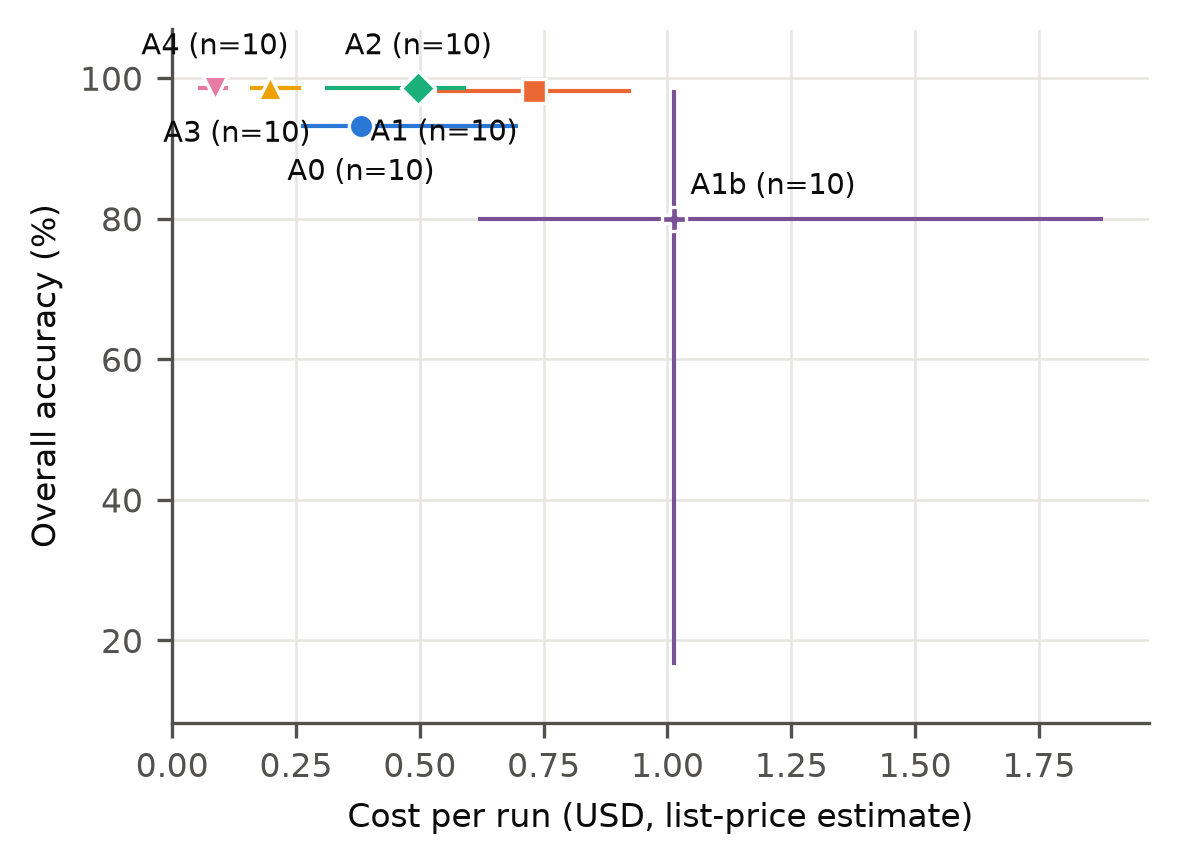 A4 (n=10)
A2 (n=10)
100
A3 (n=10)
A1 (n=10)
A0 (n=10)
A1b (n=10)
80
60
40
20
Overall accuracy (%)
0.00 0.25 0.50 0.75 1.00 1.25 1.50 1.75
Cost per run (USD, list-price estimate)